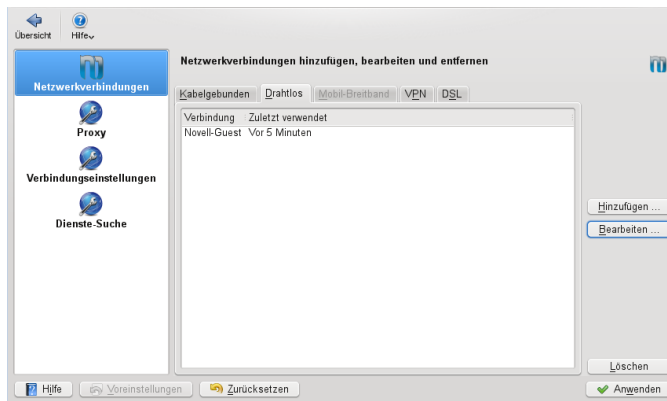 Übersicht Hilfe
Netzwerkverbindungen hinzufügen, bearbeiten und entfernen
Netzwerkverbindungen
Proxy
Verbindungseinstellungen
Dienste-Suche
Kabelgebunden Drahtlos Mobil-Breitband VPN DSL
Verbindung Zuletzt verwendet
Novell-Guest Vor 5 Minuten
Hinzufügen ...
Bearbeiten ...
Löschen
Hilfe Voreinstellungen Zurücksetzen Anwenden